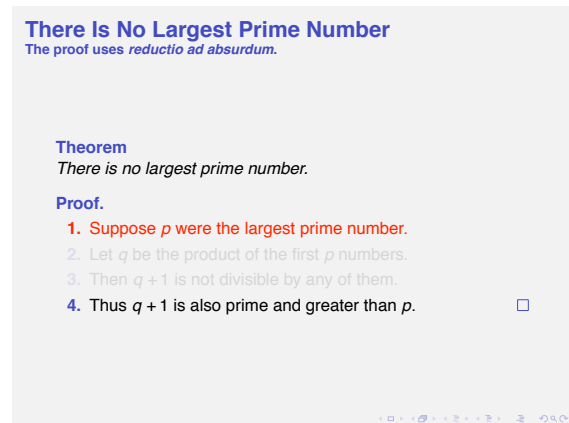 There Is No Largest Prime Number
The proof uses reductio ad absurdum.
Theorem
There is no largest prime number.
Proof.
1. Suppose p were the largest prime number.
2. Let q be the product of the first p numbers.
3. Then q + 1 is not divisible by any of them.
4. Thus q + 1 is also prime and greater than p.